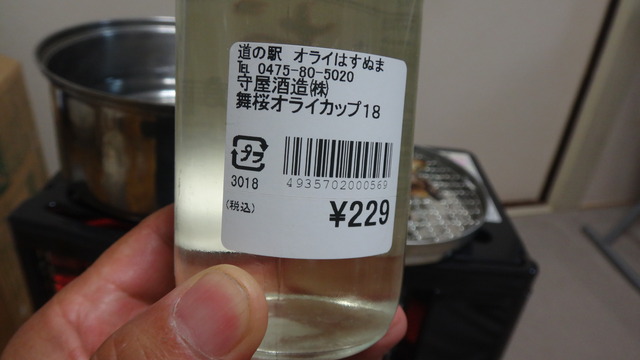 道の駅 オライはすぬま
℡ 0475-80-5020
守屋酒造㈱
舞桜オライカップ18
プラ
3018
4935702000569
(税込)
¥229